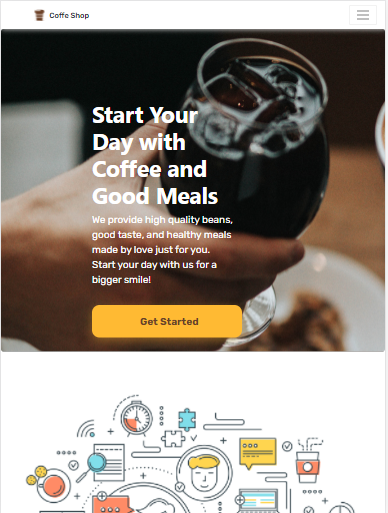 Coffe Shop
Start Your
Day with
Coffee and
Good Meals
We provide high quality beans,
good taste, and healthy meals
made by love just for you.
Start your day with us for a
bigger smile!
Get Started